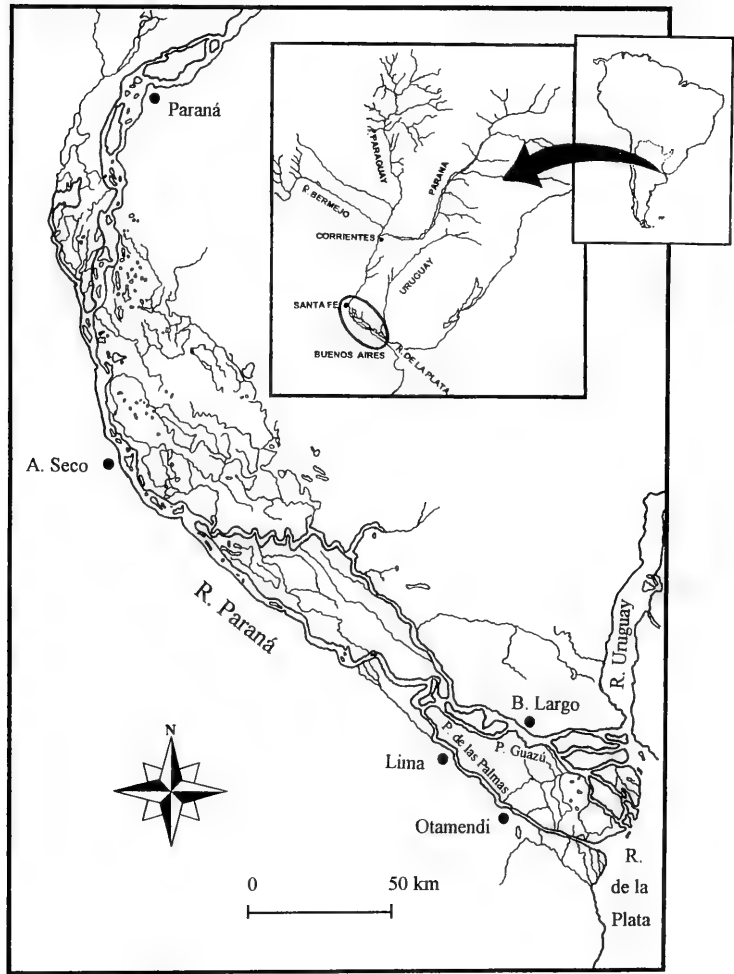 Paraná
R. PARAGUAY
PARANA
R. BERMEJO
CORRIENTES
URUGUAY
SANTA FE
BUENOS AIRES
R. DE LA PLATA
A. Seco
R. Paraná
R. Uruguay
B. Largo
P. Guazú
P. de las Palmas
N
Lima
Otamendi
R.
de la
Plata
0 50 km